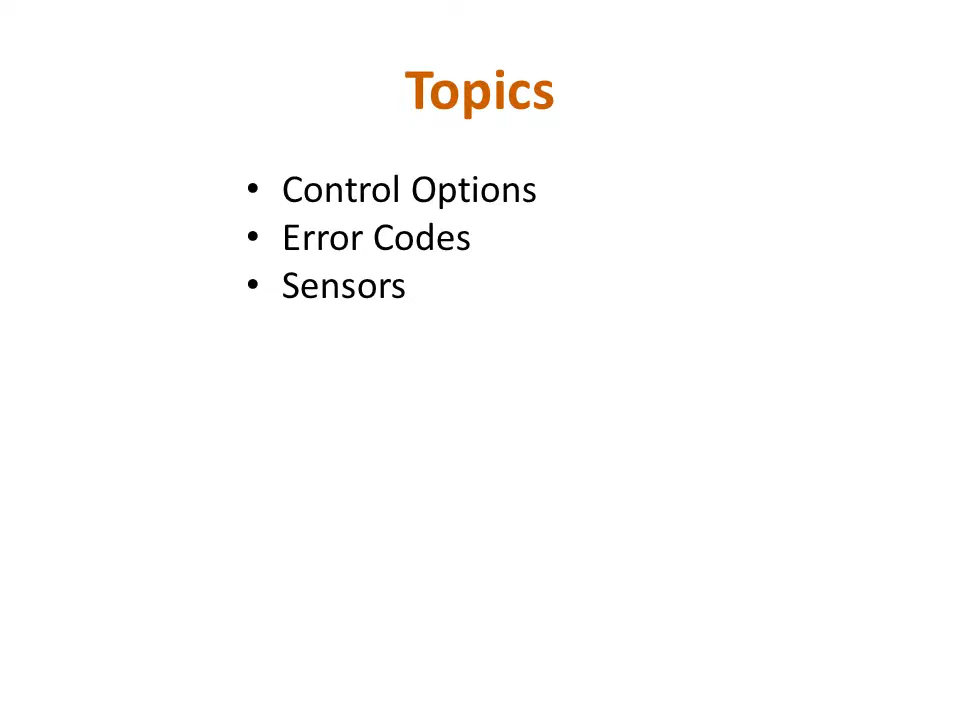 Topics
• Control Options
• Error Codes
• Sensors